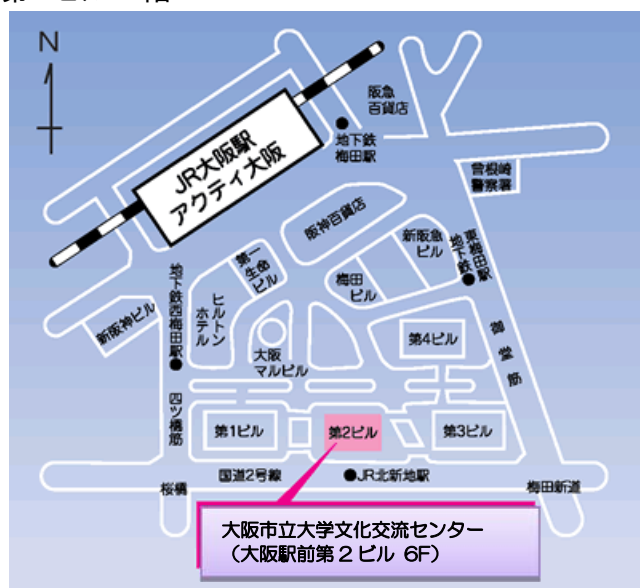 N
阪急
百貨店
地下鉄
梅田駅
JR大阪駅
アクティ大阪
曾根崎
警察署
阪神百貨店
新阪急
ビル
地下鉄
東梅田駅
第一
生命
ビル
梅田
ビル
地下鉄西梅田駅
ヒルトン
ホテル
新阪神ビル
大阪
マルビル
第4ビル
御堂筋
四ツ橋筋
第1ビル
第2ビル
第3ビル
国道2号線
JR北新地駅
桜橋
梅田新道
大阪市立大学文化交流センター
（大阪駅前第2ビル 6F）